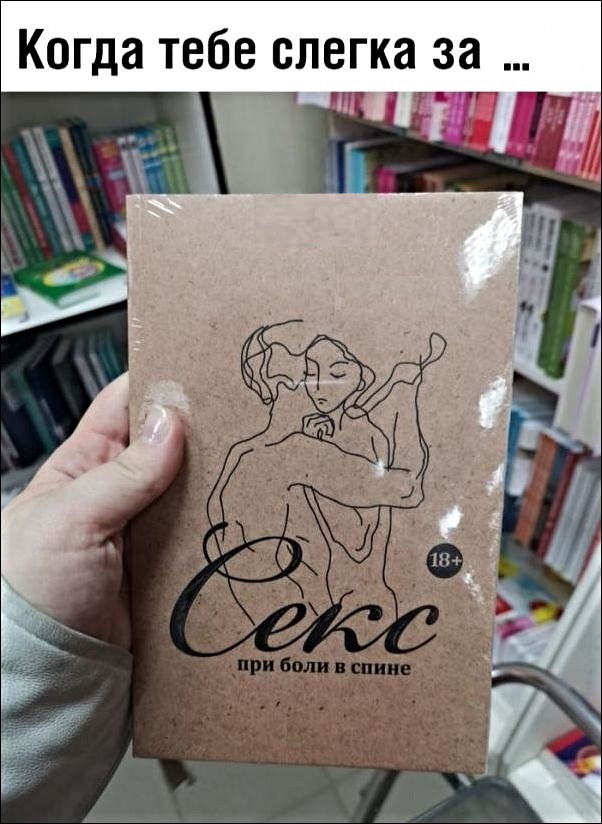 Когда тебе слегка за ...
18+
Секс
при боли в спине